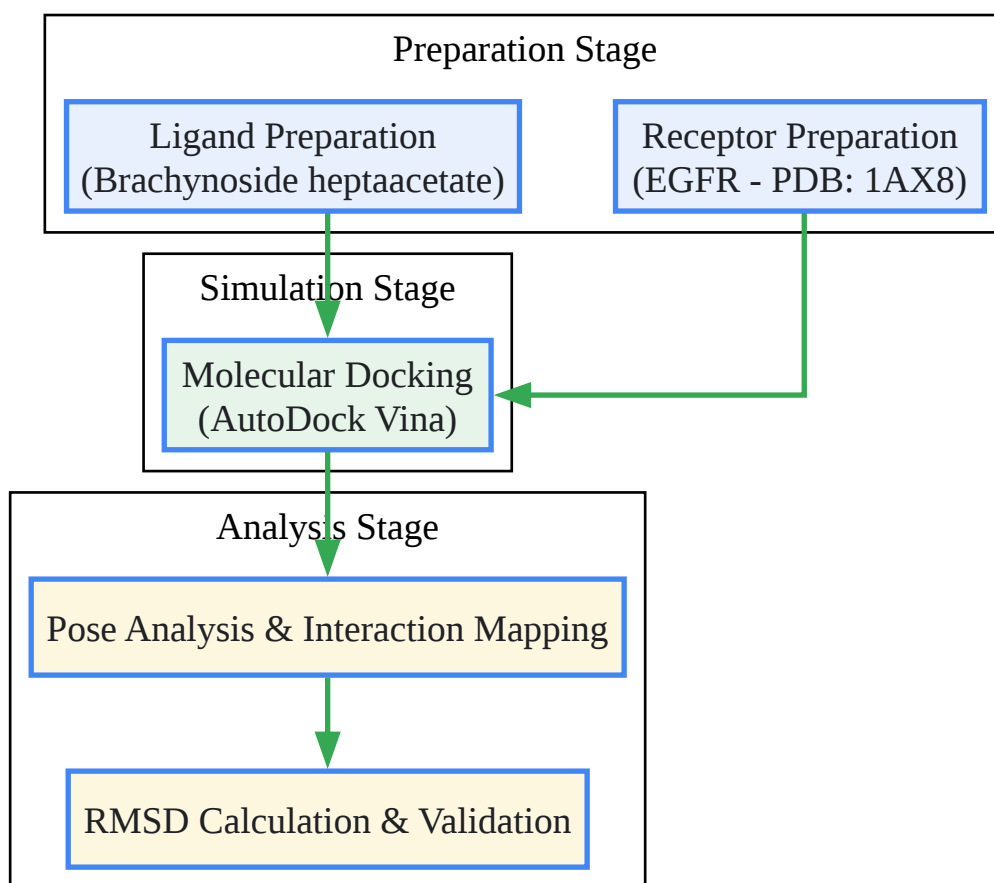 Preparation Stage
Ligand Preparation
(Brachynoside heptaacetate)
Receptor Preparation
(EGFR - PDB: 1AX8)
Simulation Stage
Molecular Docking
(AutoDock Vina)
Analysis Stage
Pose Analysis & Interaction Mapping
RMSD Calculation & Validation